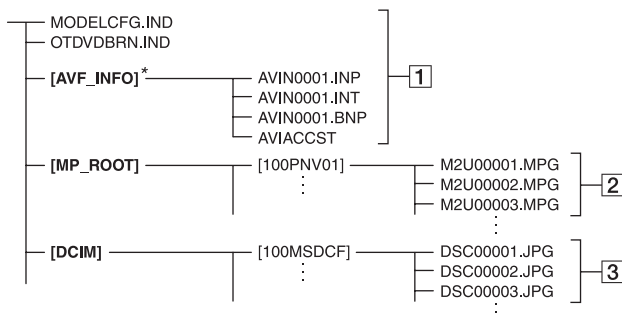 MODELCFG.IND
OTDVDBRN.IND
[AVF_INFO]* AVIN0001.INP
AVIN0001.INT
AVIN0001.BNP
AVIACCST
1
[MP_ROOT] [100PNV01] M2U00001.MPG
M2U00002.MPG
M2U00003.MPG
2
[DCIM] [100MSDCF] DSC00001.JPG
DSC00002.JPG
DSC00003.JPG
3